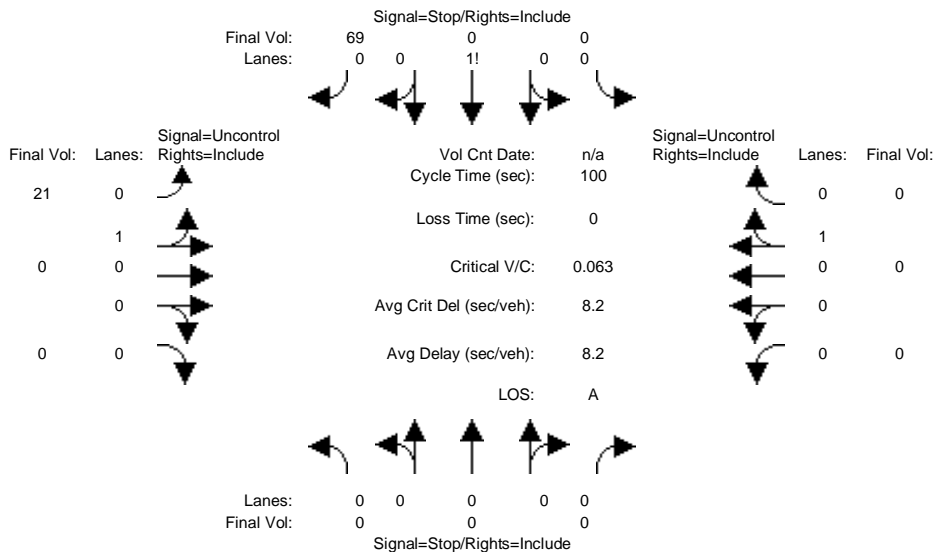 Signal=Stop/Rights=Include
Final Vol: 69 0 0
Lanes: 0 0 1! 0 0
Signal=Uncontrol
Final Vol: Lanes: Rights=Include
Vol Cnt Date: n/a
Signal=Uncontrol
Rights=Include Lanes: Final Vol:
Cycle Time (sec): 100
21 0
0 0
Loss Time (sec): 0
1
1
0 0
Critical V/C: 0.063
0 0
0
Avg Crit Del (sec/veh): 8.2
0
0 0
Avg Delay (sec/veh): 8.2
0 0
LOS: A
Lanes: 0 0 0 0 0
Final Vol: 0 0 0
Signal=Stop/Rights=Include